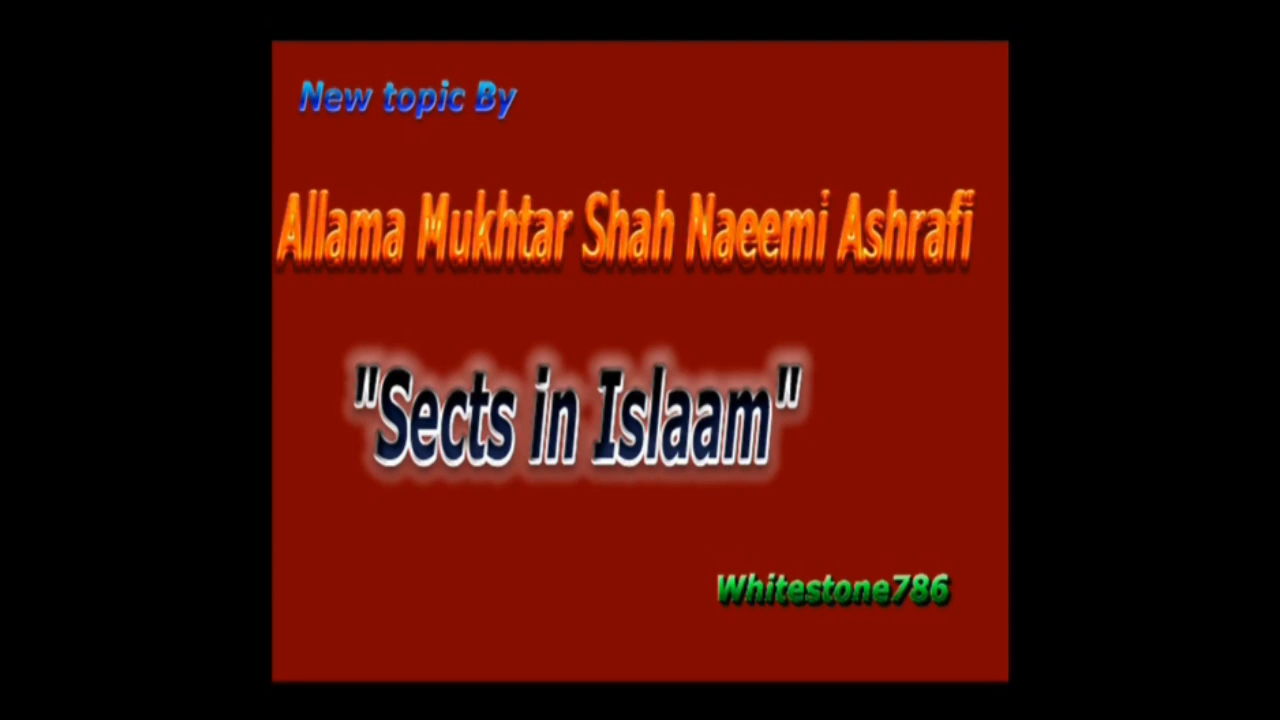 New topic By
Allama Mukhtar Shah Naeemi Ashrafi
"Sects in Islaam"
Whitestone786